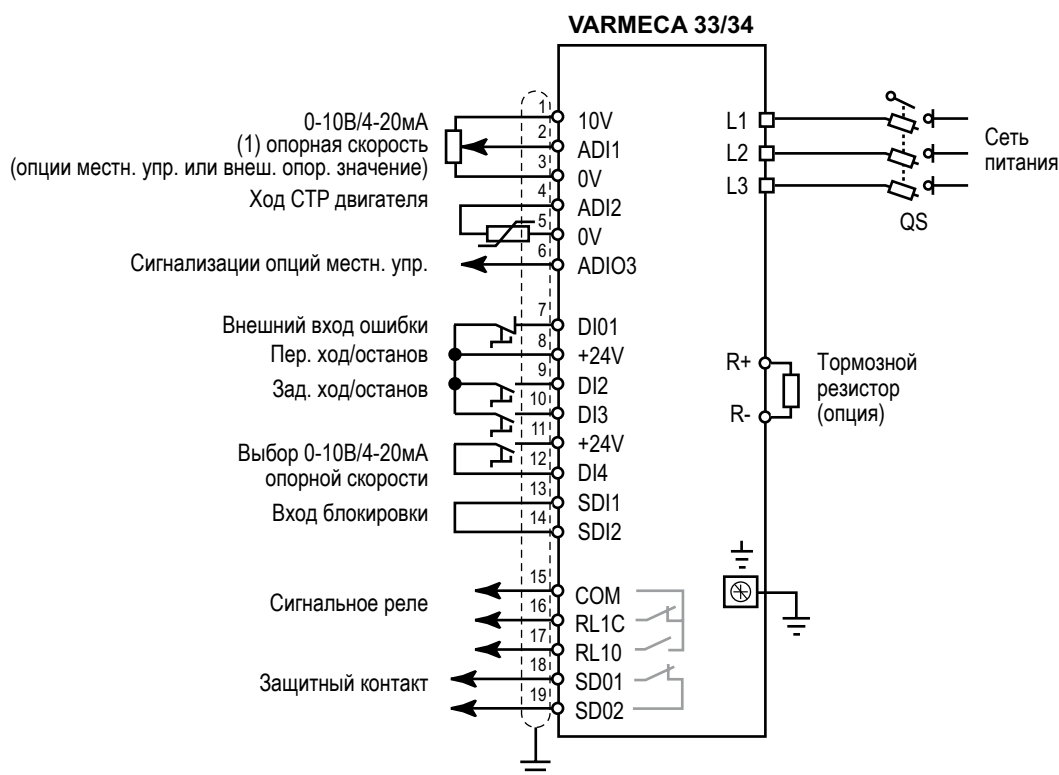 VARMECA 33/34
0-10В/4-20мА
(1) опорная скорость
(опции местн. упр. или внеш. опор. значение)
Ход СТР двигателя
Сигнализации опций местн. упр.
Внешний вход ошибки
Пер. ход/останов
Зад. ход/останов
Выбор 0-10В/4-20мА
опорной скорости
Вход блокировки
Сигнальное реле
Защитный контакт
1 10V
2 ADI1
3 0V
4 ADI2
5 0V
6 ADIO3
7 DI01
8 +24V
9 DI2
10 DI3
11 +24V
12 DI4
13 SDI1
14 SDI2
15 COM
16 RL1C
17 RL10
18 SD01
19 SD02
L1
L2
L3
QS
Сеть
питания
R+
R-
Тормозной
резистор
(опция)